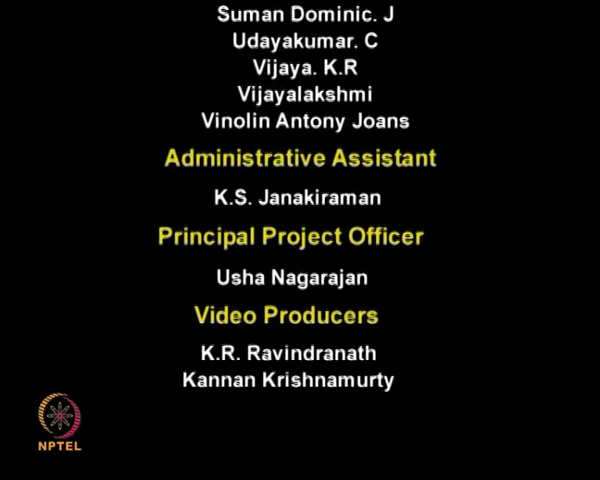 Suman Dominic. J
Udayakumar. C
Vijaya. K.R
Vijayalakshmi
Vinolin Antony Joans
Administrative Assistant
K.S. Janakiraman
Principal Project Officer
Usha Nagarajan
Video Producers
K.R. Ravindranath
Kannan Krishnamurty
NPTEL